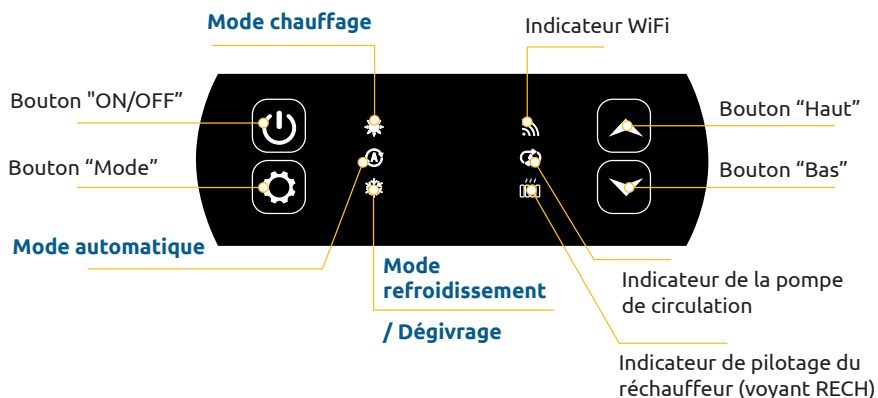 Mode chauffage
Indicateur WiFi
Bouton "ON/OFF”
Bouton “Haut”
Bouton “Mode”
A
Bouton “Bas”
Mode automatique
Mode
refroidissement
/ Dégivrage
Indicateur de la pompe
de circulation
Indicateur de pilotage du
réchauffeur (voyant RECH)